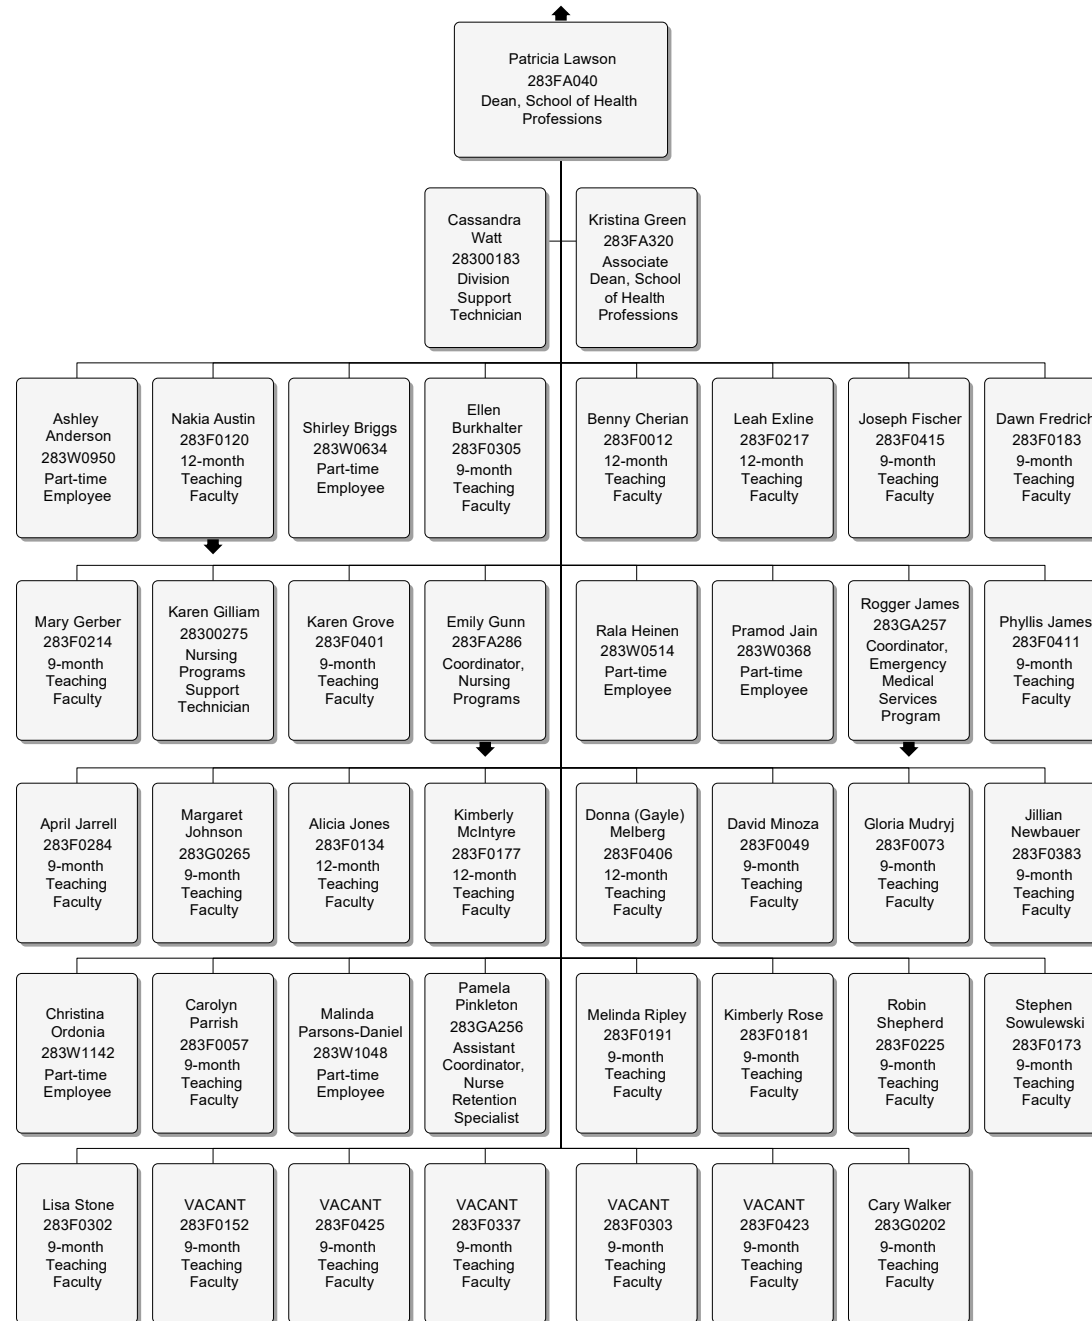 Patricia Lawson
283FA040
Dean, School of Health
Professions
Cassandra
Watt
28300183
Division
Support
Technician
Kristina Green
283FA320
Associate
Dean, School
of Health
Professions
Ashley
Anderson
283W0950
Part-time
Employee
Nakia Austin
283F0120
12-month
Teaching
Faculty
Shirley Briggs
283W0634
Part-time
Employee
Ellen
Burkhalter
283F0305
9-month
Teaching
Faculty
Benny Cherian
283F0012
12-month
Teaching
Faculty
Leah Exline
283F0217
12-month
Teaching
Faculty
Joseph Fischer
283F0415
9-month
Teaching
Faculty
Dawn Fredrich
283F0183
9-month
Teaching
Faculty
Mary Gerber
283F0214
9-month
Teaching
Faculty
Karen Gilliam
28300275
Nursing
Programs
Support
Technician
Karen Grove
283F0401
9-month
Teaching
Faculty
Emily Gunn
283FA286
Coordinator,
Nursing
Programs
Rala Heinen
283W0514
Part-time
Employee
Pramod Jain
283W0368
Part-time
Employee
Rogger James
283GA257
Coordinator,
Emergency
Medical
Services
Program
Phyllis James
283F0411
9-month
Teaching
Faculty
April Jarrell
283F0284
9-month
Teaching
Faculty
Margaret
Johnson
283G0265
9-month
Teaching
Faculty
Alicia Jones
283F0134
12-month
Teaching
Faculty
Kimberly
McIntyre
283F0177
12-month
Teaching
Faculty
Donna (Gayle)
Melberg
283F0406
12-month
Teaching
Faculty
David Minoza
283F0049
9-month
Teaching
Faculty
Gloria Mudryj
283F0073
9-month
Teaching
Faculty
Jillian
Newbauer
283F0383
9-month
Teaching
Faculty
Christina
Ordonia
283W1142
Part-time
Employee
Carolyn
Parrish
283F0057
9-month
Teaching
Faculty
Malinda
Parsons-Daniel
283W1048
Part-time
Employee
Pamela
Pinkleton
283GA256
Assistant
Coordinator,
Nurse
Retention
Specialist
Melinda Ripley
283F0191
9-month
Teaching
Faculty
Kimberly Rose
283F0181
9-month
Teaching
Faculty
Robin
Shepherd
283F0225
9-month
Teaching
Faculty
Stephen
Sowulewski
283F0173
9-month
Teaching
Faculty
Lisa Stone
283F0302
9-month
Teaching
Faculty
VACANT
283F0152
9-month
Teaching
Faculty
VACANT
283F0425
9-month
Teaching
Faculty
VACANT
283F0337
9-month
Teaching
Faculty
VACANT
283F0303
9-month
Teaching
Faculty
VACANT
283F0423
9-month
Teaching
Faculty
Cary Walker
283G0202
9-month
Teaching
Faculty